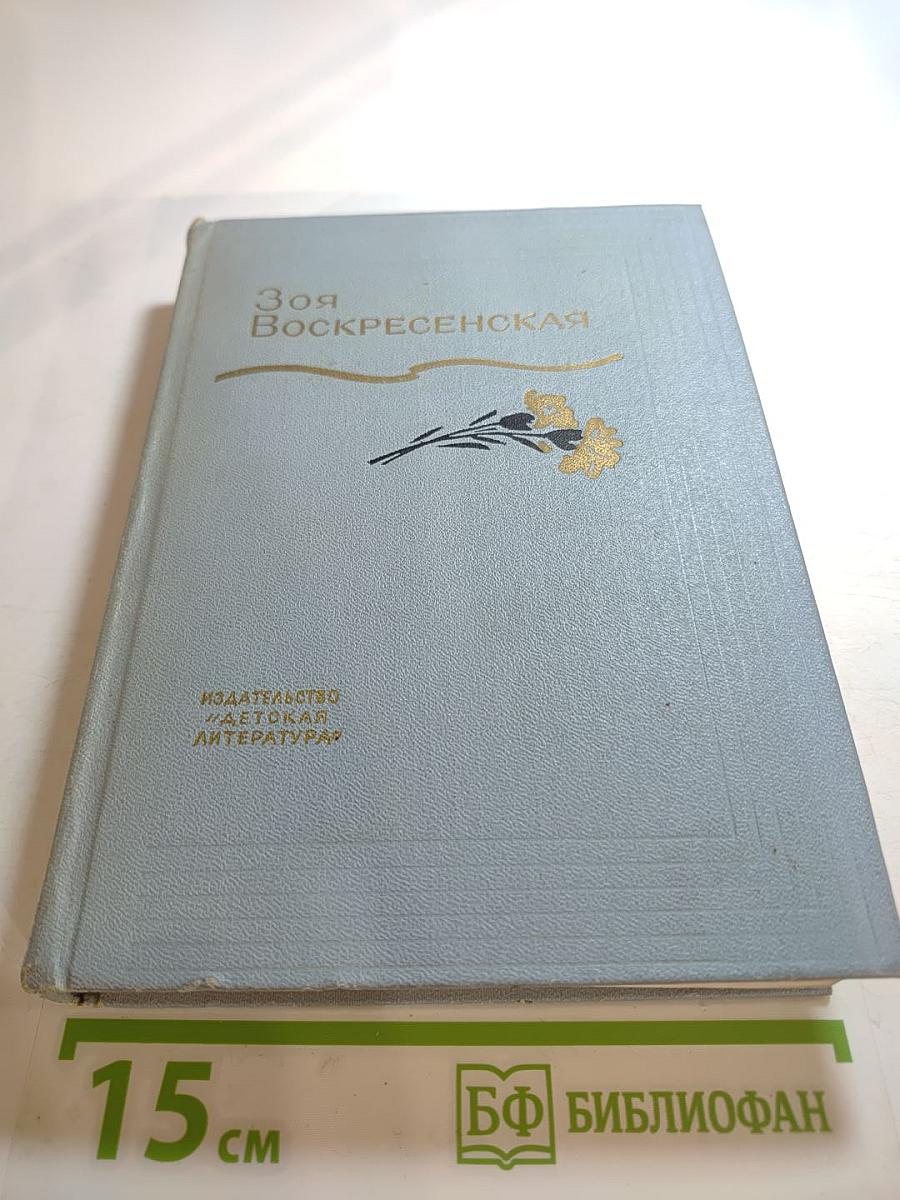 Зоя
Воскресенская
ИЗДАТЕЛЬСТВО
«ДЕТСКАЯ
ЛИТЕРАТУРА»
15 см
БФ БИБЛИОФАН